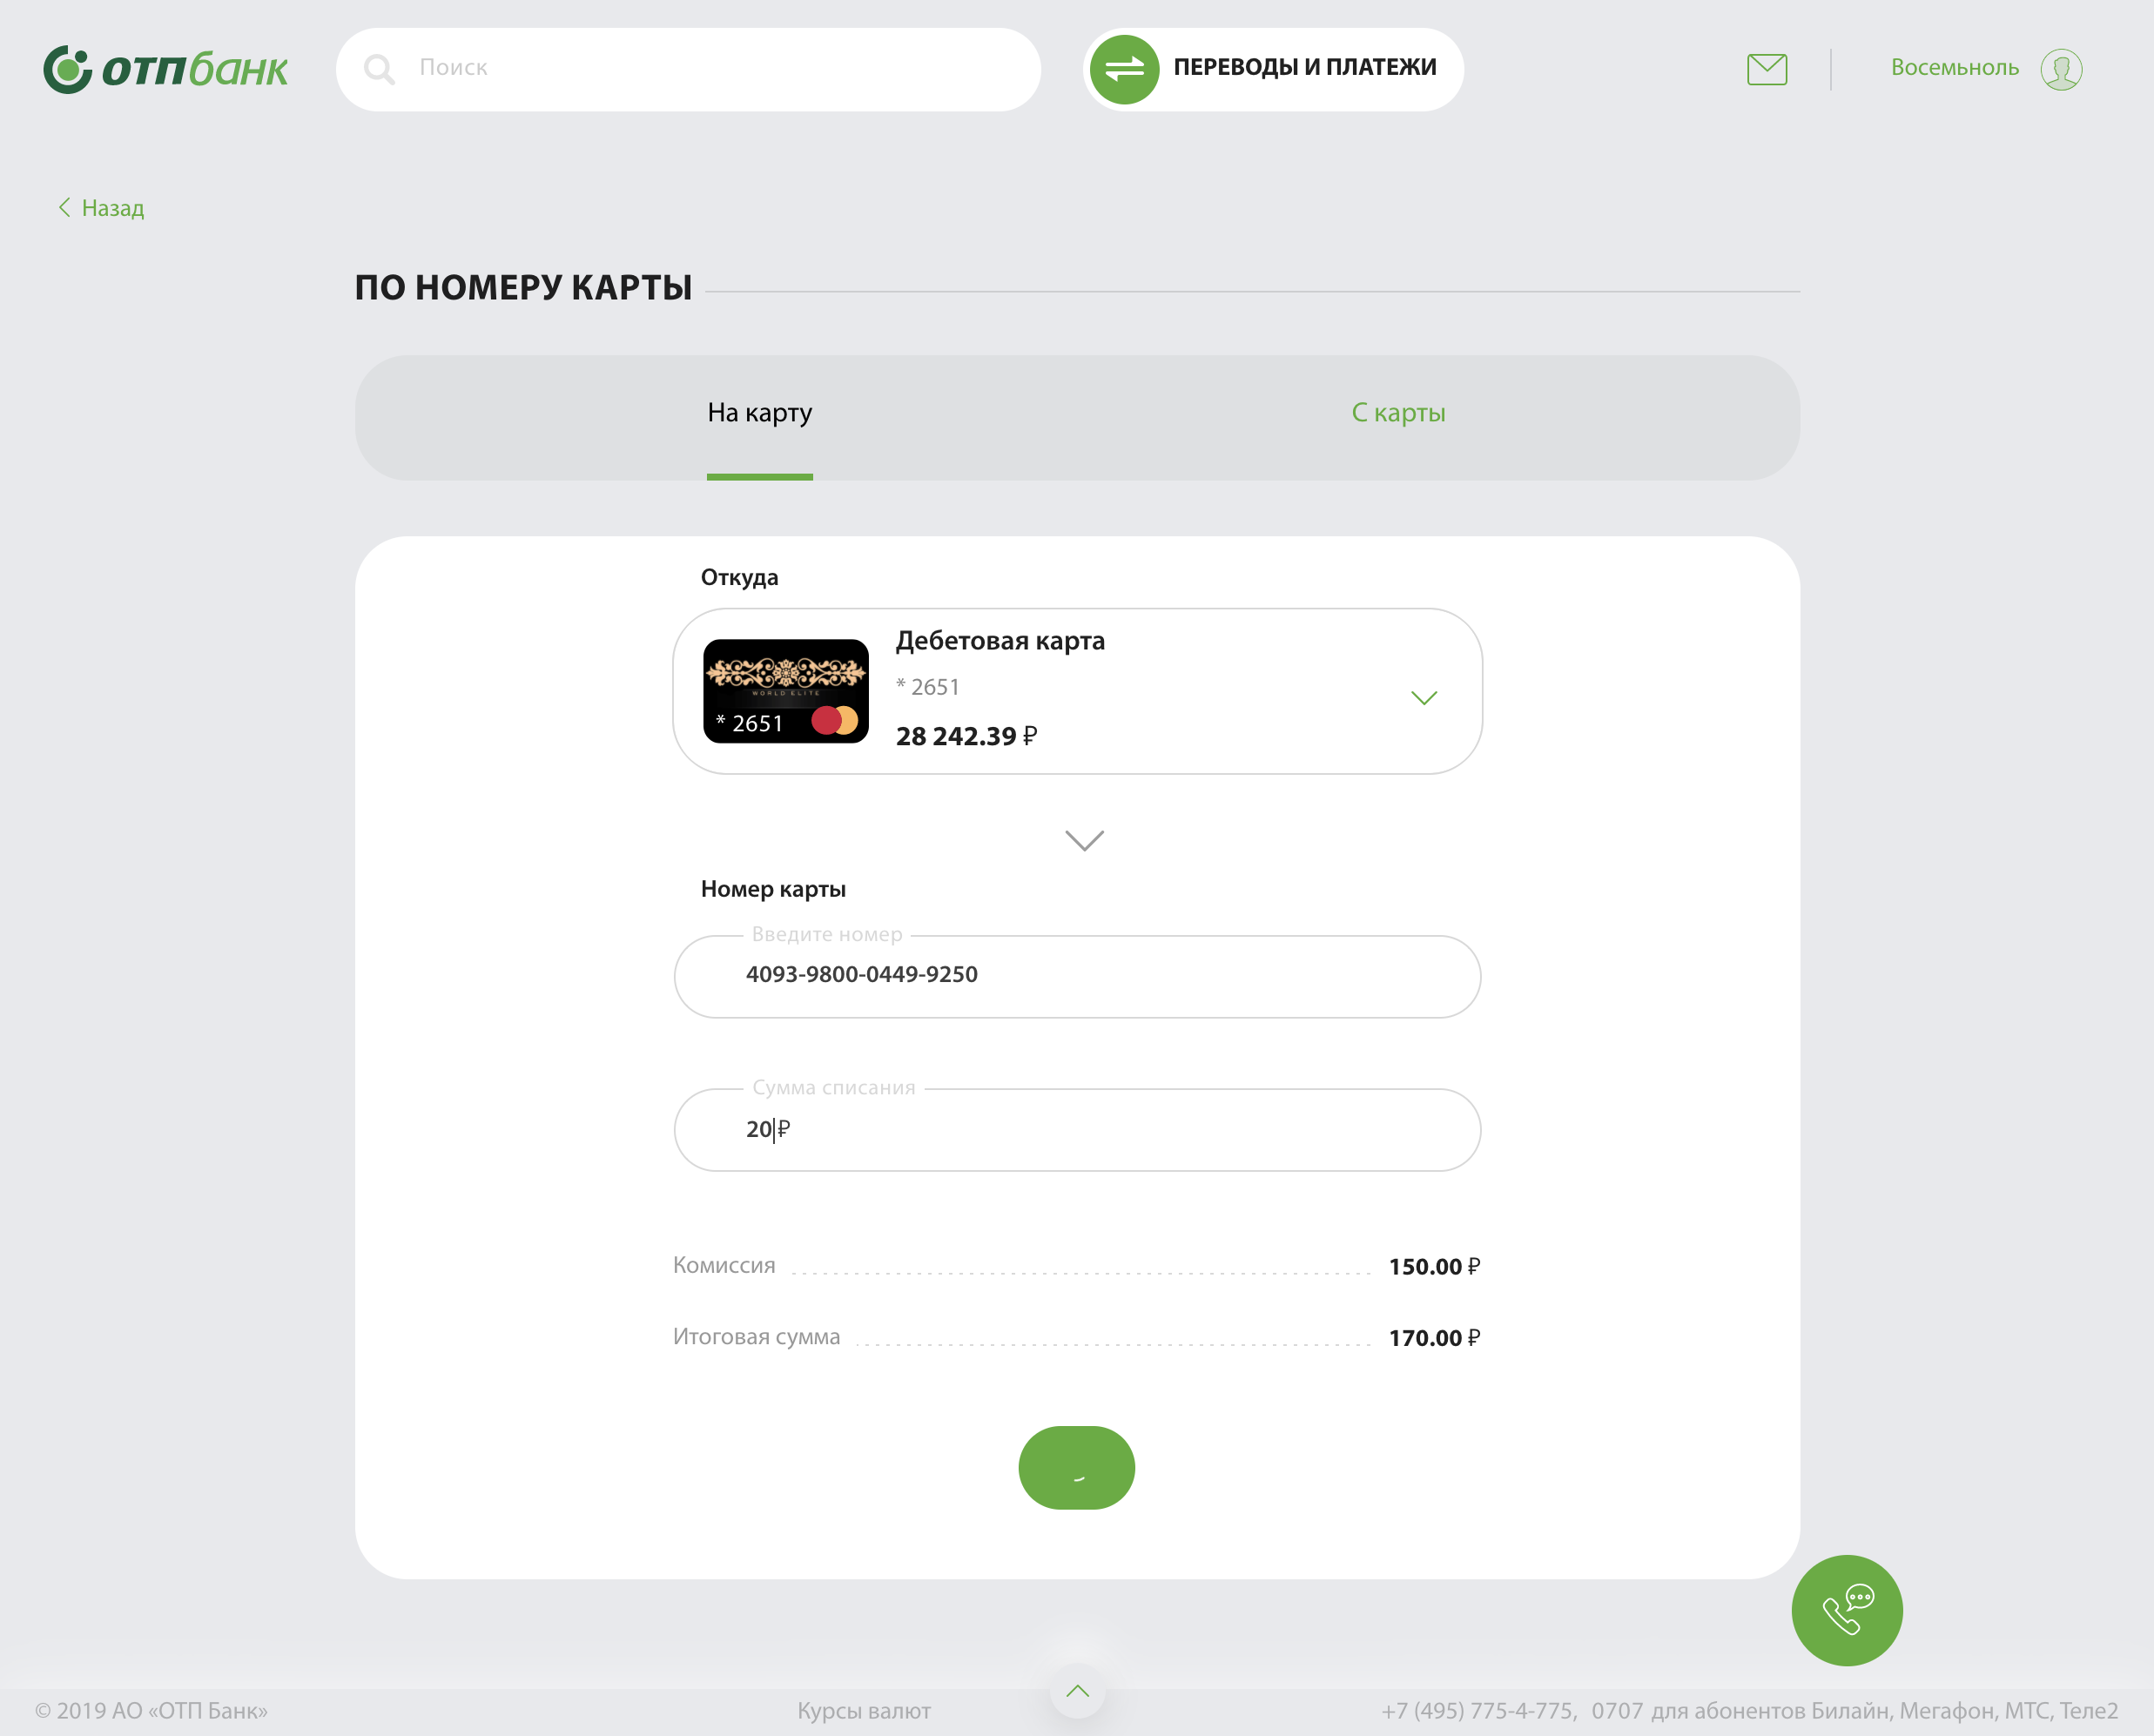 отпбанк
Поиск
ПЕРЕВОДЫ И ПЛАТЕЖИ
Восемьноль
Назад
ПО НОМЕРУ КАРТЫ
На карту
С карты
Откуда
Дебетовая карта
* 2651
28 242.39 ₽
WORLD ELITE
* 2651
Номер карты
Введите номер
4093-9800-0449-9250
Сумма списания
20 ₽
Комиссия 150.00 ₽
Итоговая сумма 170.00 ₽
© 2019 АО «ОТП Банк»
Курсы валют
+7 (495) 775-4-775, 0707 для абонентов Билайн, Мегафон, МТС, Теле2